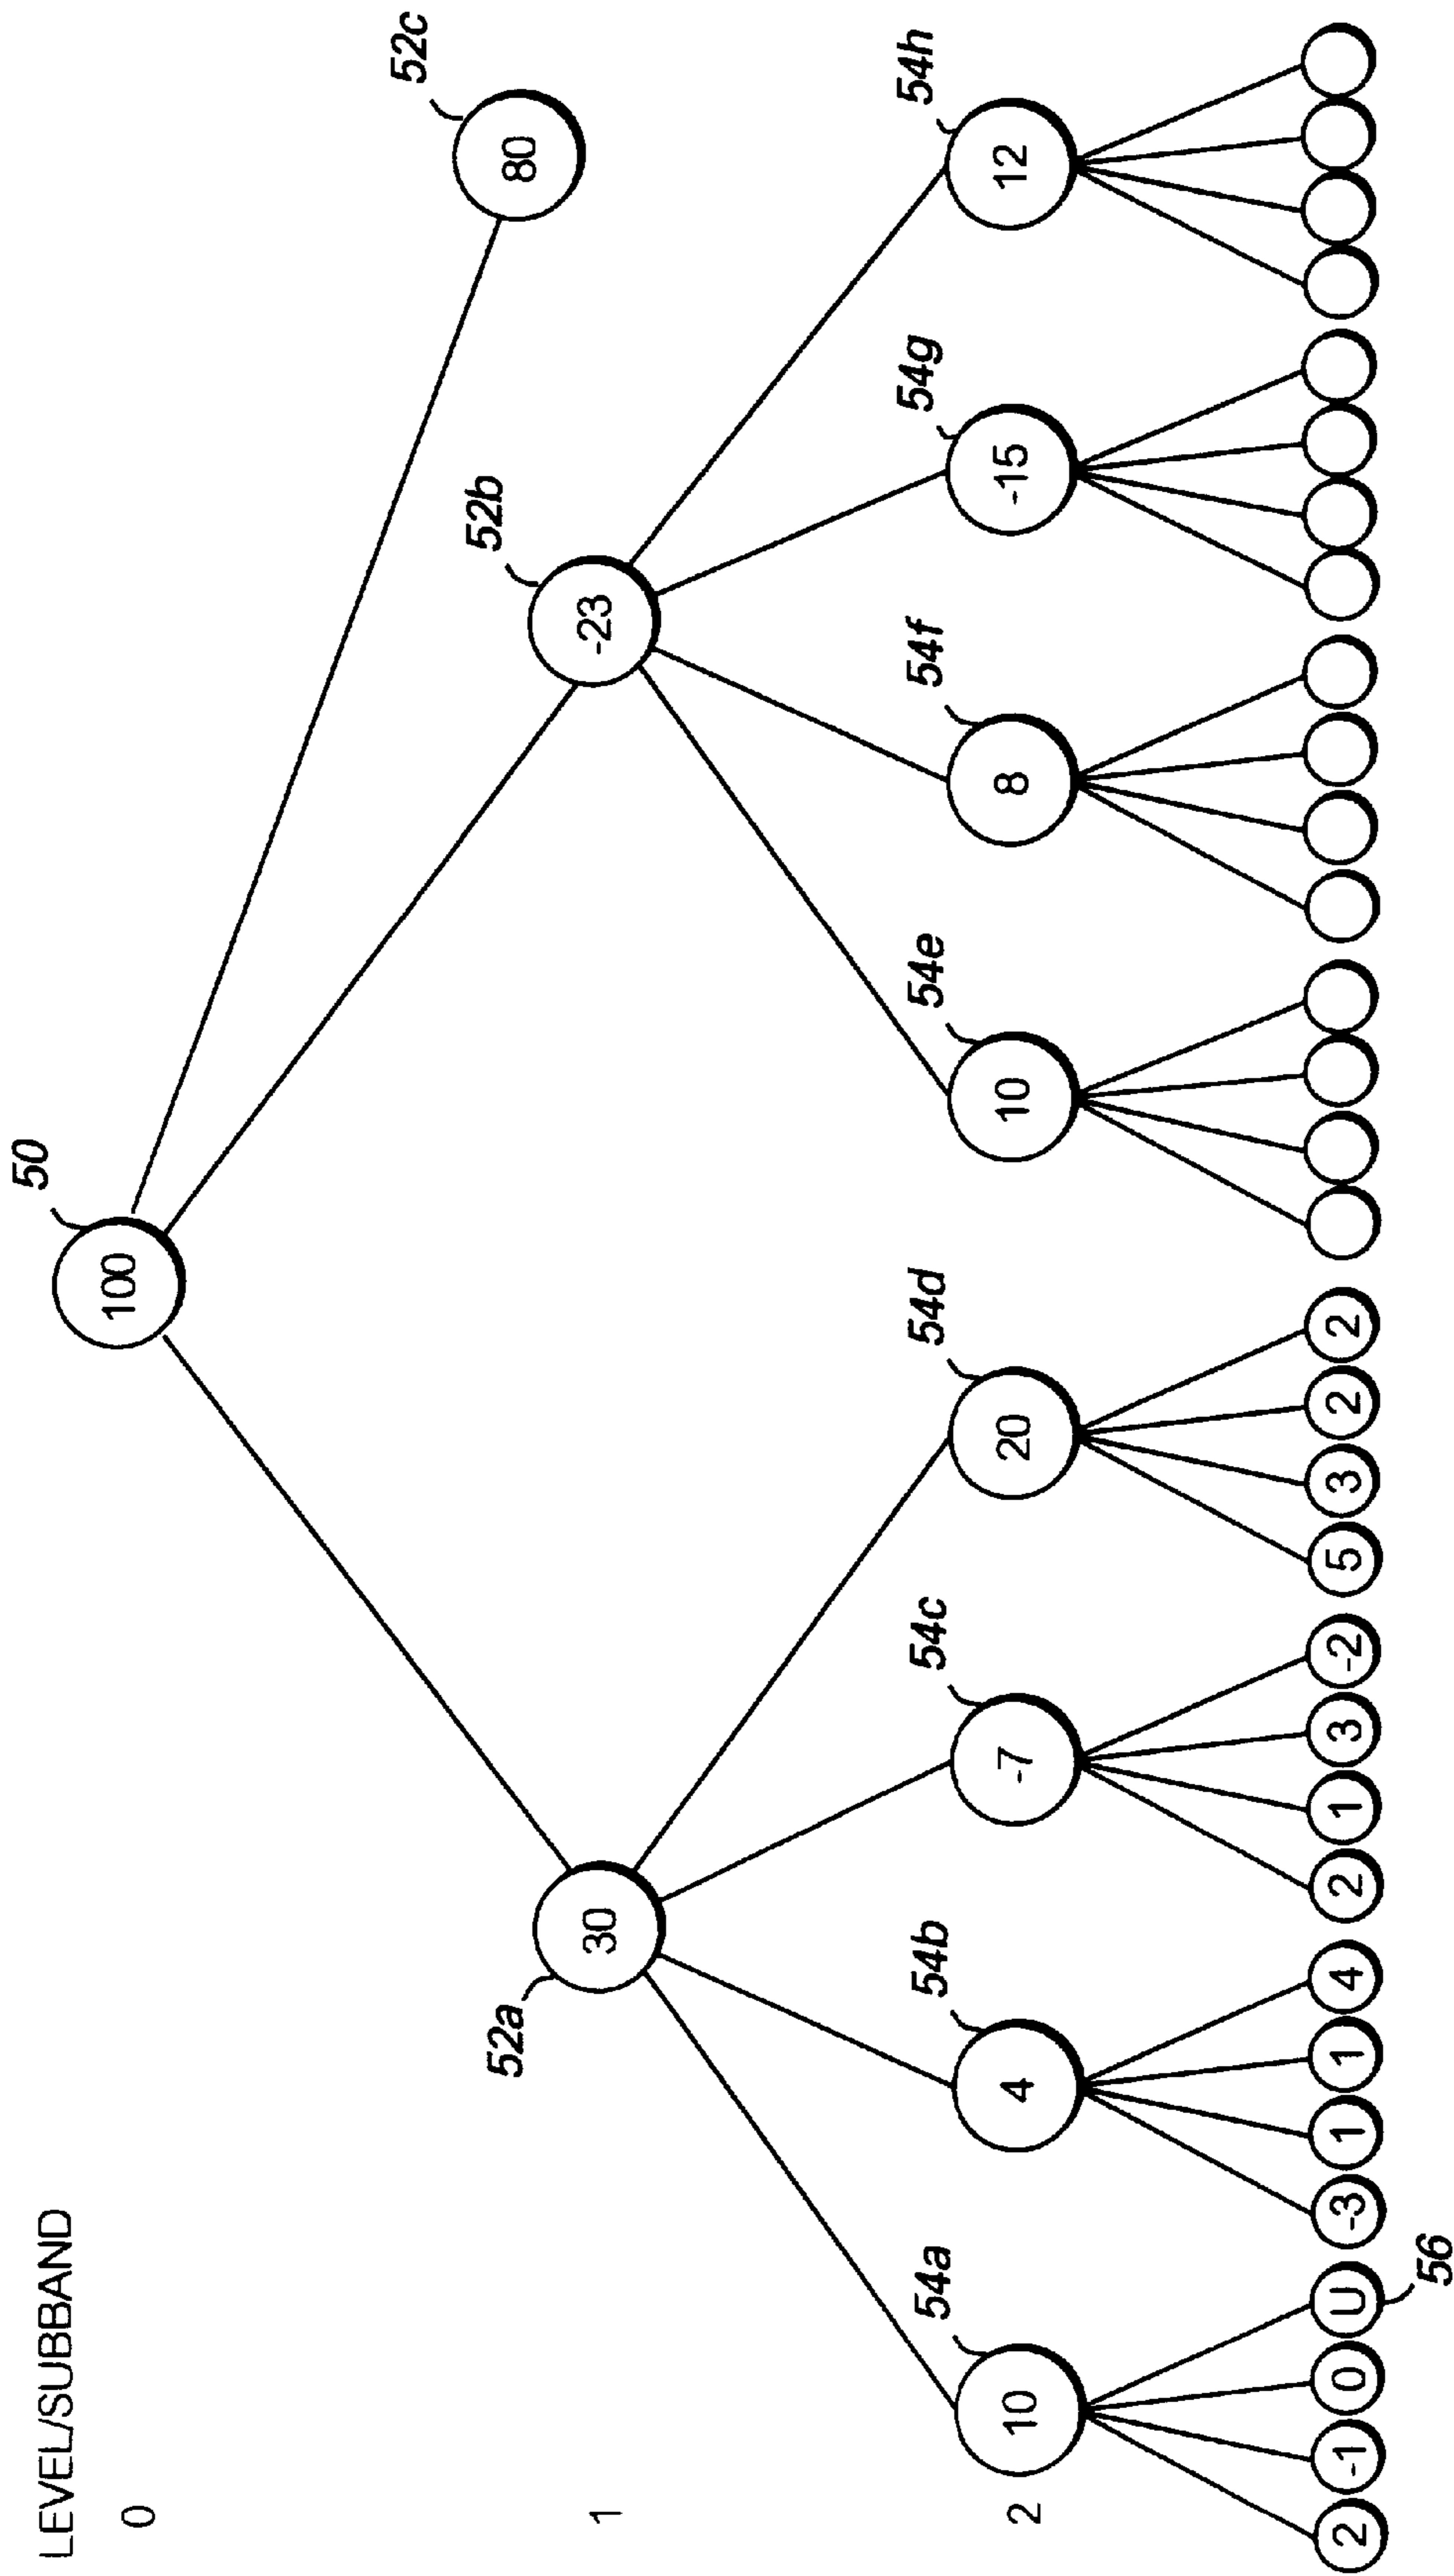 LEVEL/SUBBAND
50
0
100
52c
80
52b
1
52a
30
-23
54a
54b
54c
54d
54e
54f
54g
54h
2
10
4
-7
20
10
8
-15
12
2 -1 0 U -3 1 1 4 2 1 3 -2 5 3 2 2
56